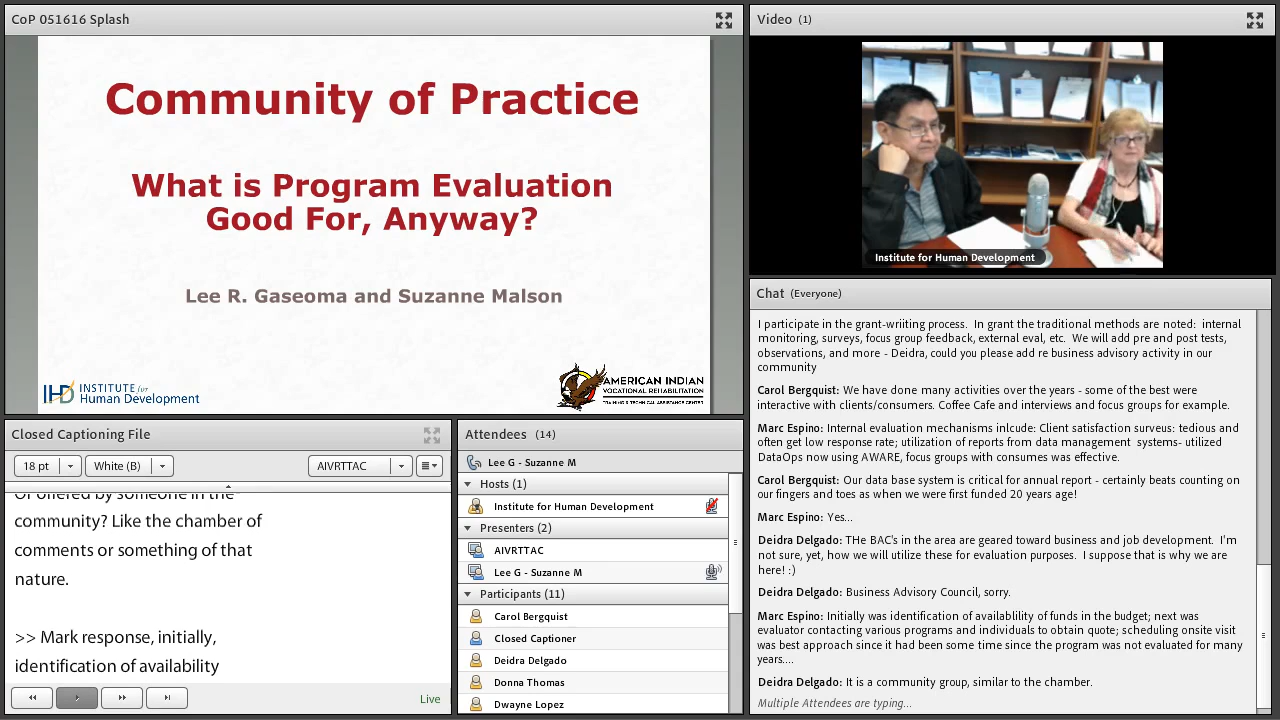 CoP 051616 Splash
Community of Practice
What is Program Evaluation
Good For, Anyway?
Lee R. Gaseoma and Suzanne Malson
IHD INSTITUTE for
Human Development
AMERICAN INDIAN
VOCATIONAL REHABILITATION
TRAINING & TECHNICAL ASSISTANCE CENTER
Video (1)
Institute for Human Development
Chat (Everyone)
I participate in the grant-wriiting process. In grant the traditional methods are noted: internal
monitoring, surveys, focus group feedback, external eval, etc. We will add pre and post tests,
observations, and more - Deidra, could you please add re business advisory activity in our
community
Carol Bergquist: We have done many activities over the years - some of the best were
interactive with clients/consumers. Coffee Cafe and interviews and focus groups for example.
Marc Espino: Internal evaluation mechanisms inlcude: Client satisfaction surveus: tedious and
often get low response rate; utilization of reports from data management systems- utilized
DataOps now using AWARE, focus groups with consumes was effective.
Carol Bergquist: Our data base system is critical for annual report - certainly beats counting on
our fingers and toes as when we were first funded 20 years age!
Marc Espino: Yes...
Deidra Delgado: THe BAC's in the area are geared toward business and job development. I'm
not sure, yet, how we will utilize these for evaluation purposes. I suppose that is why we are
here! :)
Deidra Delgado: Business Advisory Council, sorry.
Marc Espino: Initially was identification of availablility of funds in the budget; next was
evaluator contacting various programs and individuals to obtain quote; scheduling onsite visit
was best approach since it had been some time since the program was not evaluated for many
years....
Deidra Delgado: It is a community group, similar to the chamber.
Multiple Attendees are typing...
Closed Captioning File
18 pt
White (B)
AIVRTTAC
Or offered by someone in the
community? Like the chamber of
comments or something of that
nature.
>> Mark response, initially,
identification of availability
Live
Attendees (14)
Lee G - Suzanne M
Hosts (1)
Institute for Human Development
Presenters (2)
AIVRTTAC
Lee G - Suzanne M
Participants (11)
Carol Bergquist
Closed Captioner
Deidra Delgado
Donna Thomas
Dwayne Lopez